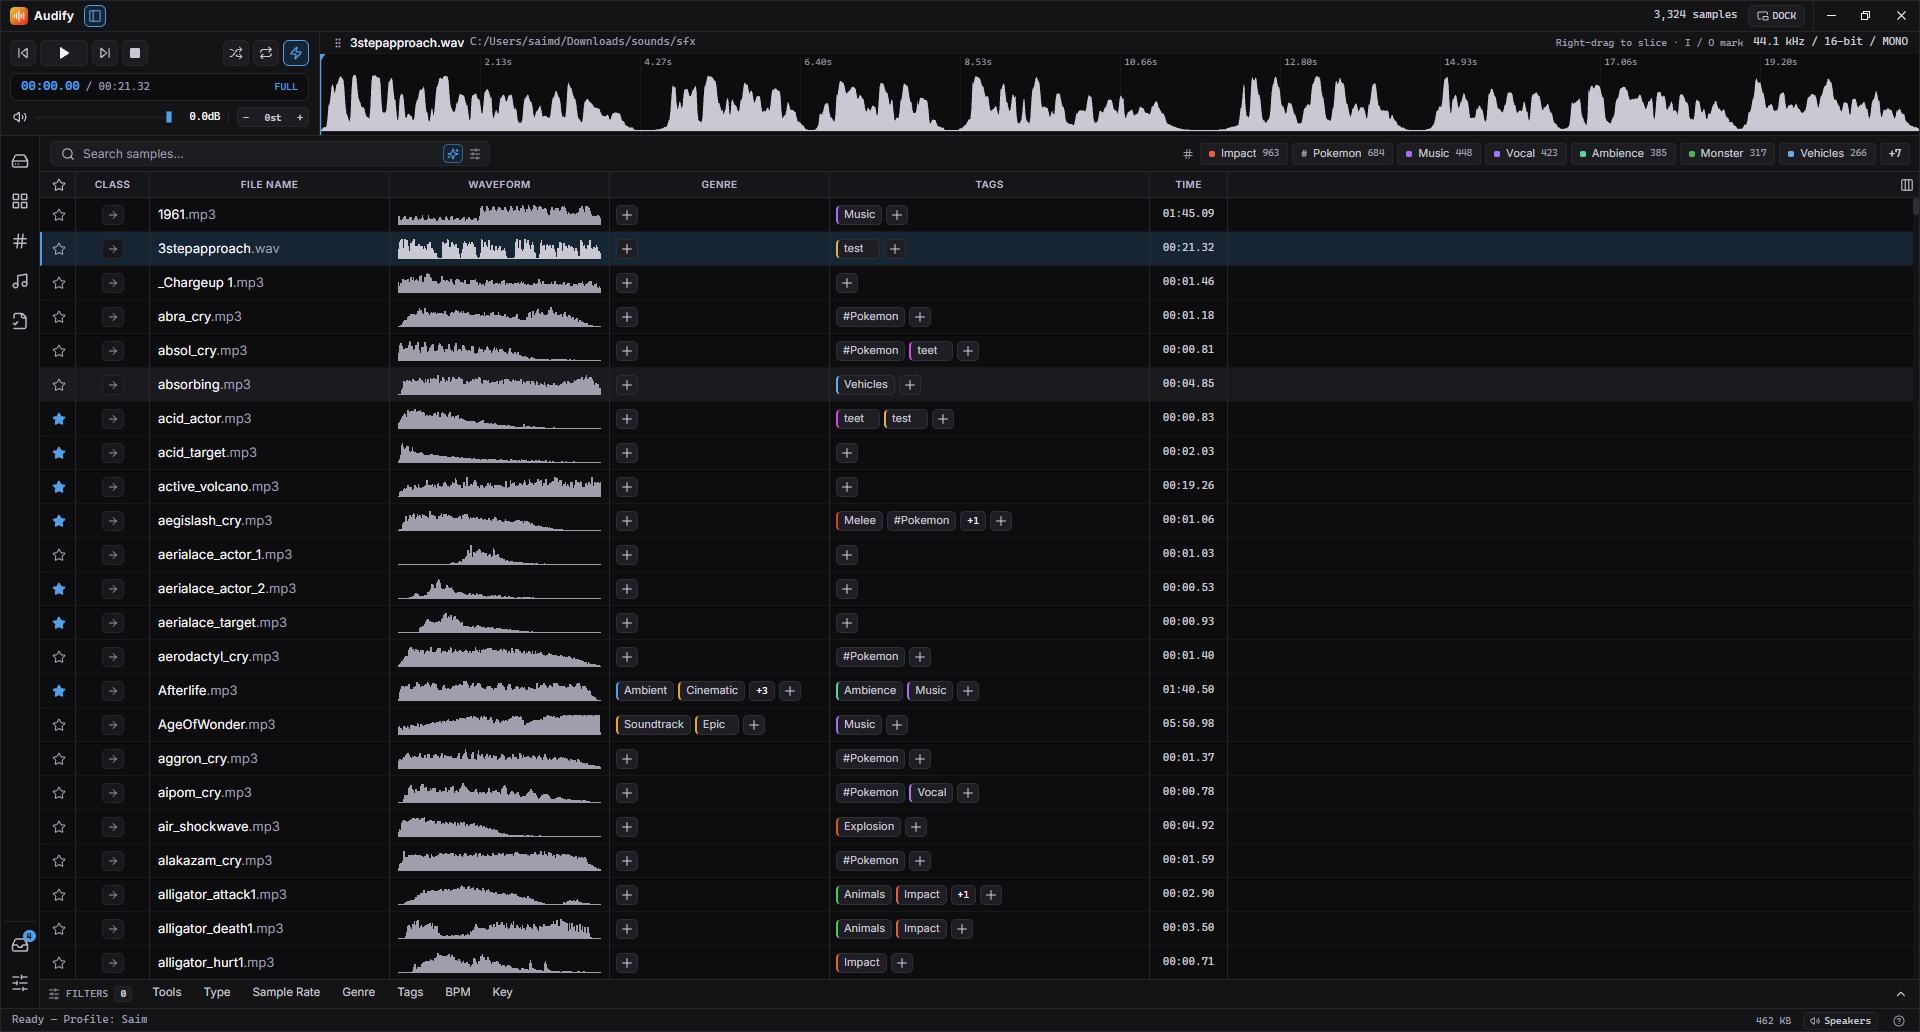 Audify
3,324 samples
DOCK
3stepapproach.wav C:/Users/saimd/Downloads/sounds/sfx
Right-drag to slice · I / O mark 44.1 kHz / 16-bit / MONO
00:00.00 / 00:21.32 FULL
0.0dB − 0st +
2.13s 4.27s 6.40s 8.53s 10.66s 12.80s 14.93s 17.06s 19.20s
Search samples...
# Impact 963 # Pokemon 684 Music 448 Vocal 423 Ambience 385 Monster 317 Vehicles 266 +7
CLASS FILE NAME WAVEFORM GENRE TAGS TIME
1961.mp3 + Music + 01:45.09
3stepapproach.wav + test + 00:21.32
_Chargeup 1.mp3 + + 00:01.46
abra_cry.mp3 + #Pokemon + 00:01.18
absol_cry.mp3 + #Pokemon teet + 00:00.81
absorbing.mp3 + Vehicles + 00:04.85
acid_actor.mp3 + teet test + 00:00.83
acid_target.mp3 + + 00:02.03
active_volcano.mp3 + + 00:19.26
aegislash_cry.mp3 + Melee #Pokemon +1 + 00:01.06
aerialace_actor_1.mp3 + + 00:01.03
aerialace_actor_2.mp3 + + 00:00.53
aerialace_target.mp3 + + 00:00.93
aerodactyl_cry.mp3 + #Pokemon + 00:01.40
Afterlife.mp3 Ambient Cinematic +3 + Ambience Music + 01:40.50
AgeOfWonder.mp3 Soundtrack Epic + Music + 05:50.98
aggron_cry.mp3 + #Pokemon + 00:01.37
aipom_cry.mp3 + #Pokemon Vocal + 00:00.78
air_shockwave.mp3 + Explosion + 00:04.92
alakazam_cry.mp3 + #Pokemon + 00:01.59
alligator_attack1.mp3 + Animals Impact +1 + 00:02.90
alligator_death1.mp3 + Animals Impact + 00:03.50
alligator_hurt1.mp3 + Impact + 00:00.71
FILTERS 0 Tools Type Sample Rate Genre Tags BPM Key
Ready — Profile: Saim
462 KB Speakers